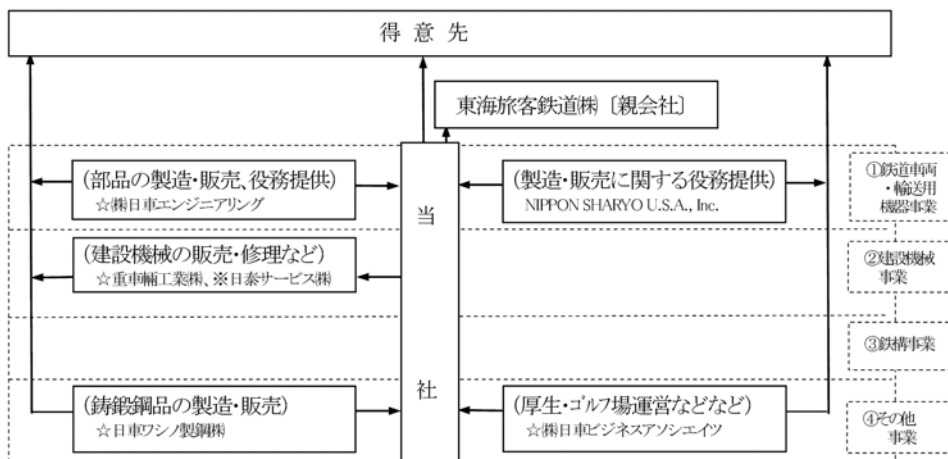 得意先
東海旅客鉄道㈱〔親会社〕
(部品の製造・販売、役務提供)
☆㈱日車エンジニアリング
当社
(製造・販売に関する役務提供)
NIPPON SHARYO U.S.A., Inc.
①鉄道車両
・輸送用
機器事業
(建設機械の販売・修理など)
☆重車輛工業㈱、※日泰サービス㈱
②建設機械
事業
③鉄構事業
(鋳鍛鋼品の製造・販売)
☆日車ワシノ製鋼㈱
(厚生・ゴルフ場運営などなど)
☆㈱日車ビジネスアソシエイツ
④その他
事業